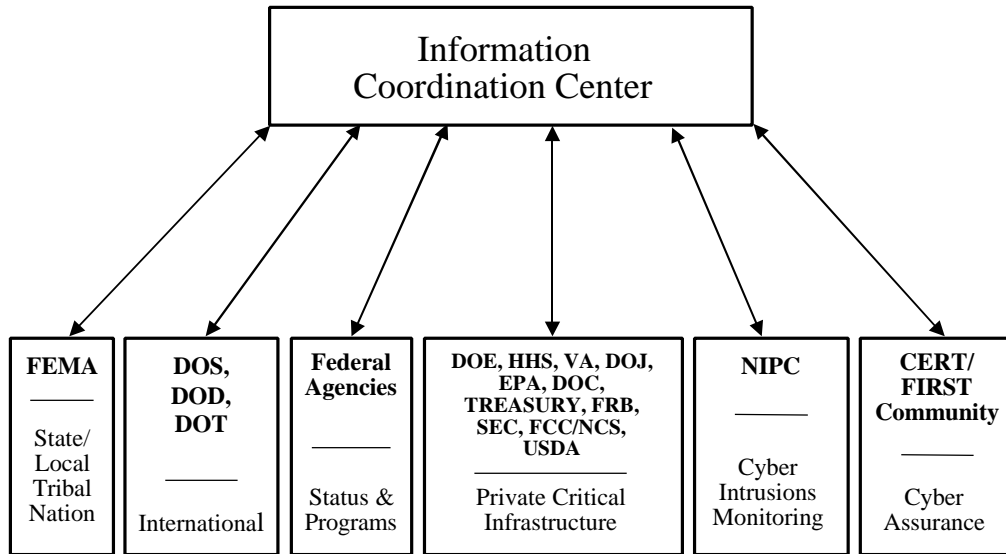 Information
Coordination Center
FEMA
State/
Local
Tribal
Nation
DOS,
DOD,
DOT
International
Federal
Agencies
Status &
Programs
DOE, HHS, VA, DOJ,
EPA, DOC,
TREASURY, FRB,
SEC, FCC/NCS,
USDA
Private Critical
Infrastructure
NIPC
Cyber
Intrusions
Monitoring
CERT/
FIRST
Community
Cyber
Assurance